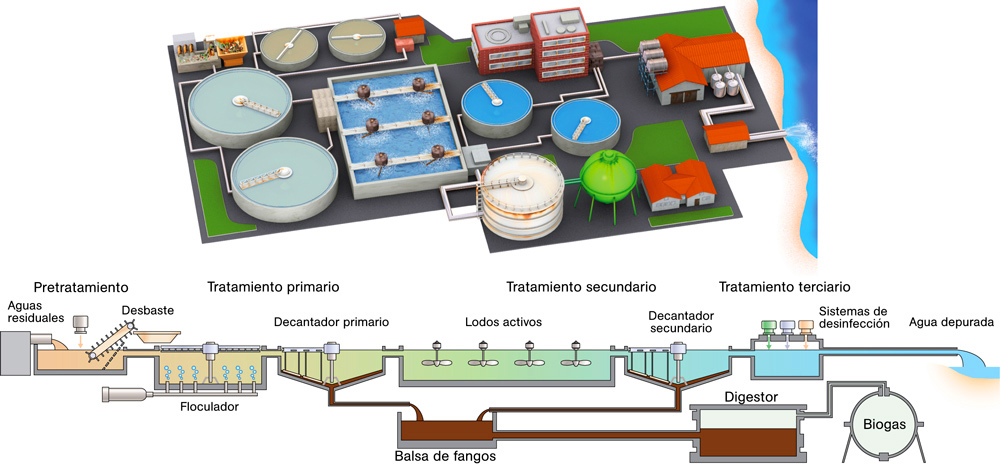 Pretratamiento
Tratamiento primario
Tratamiento secundario
Tratamiento terciario
Aguas
residuales
Desbaste
Decantador primario
Lodos activos
Decantador
secundario
Sistemas de
desinfección
Agua depurada
Floculador
Balsa de fangos
Digestor
Biogas